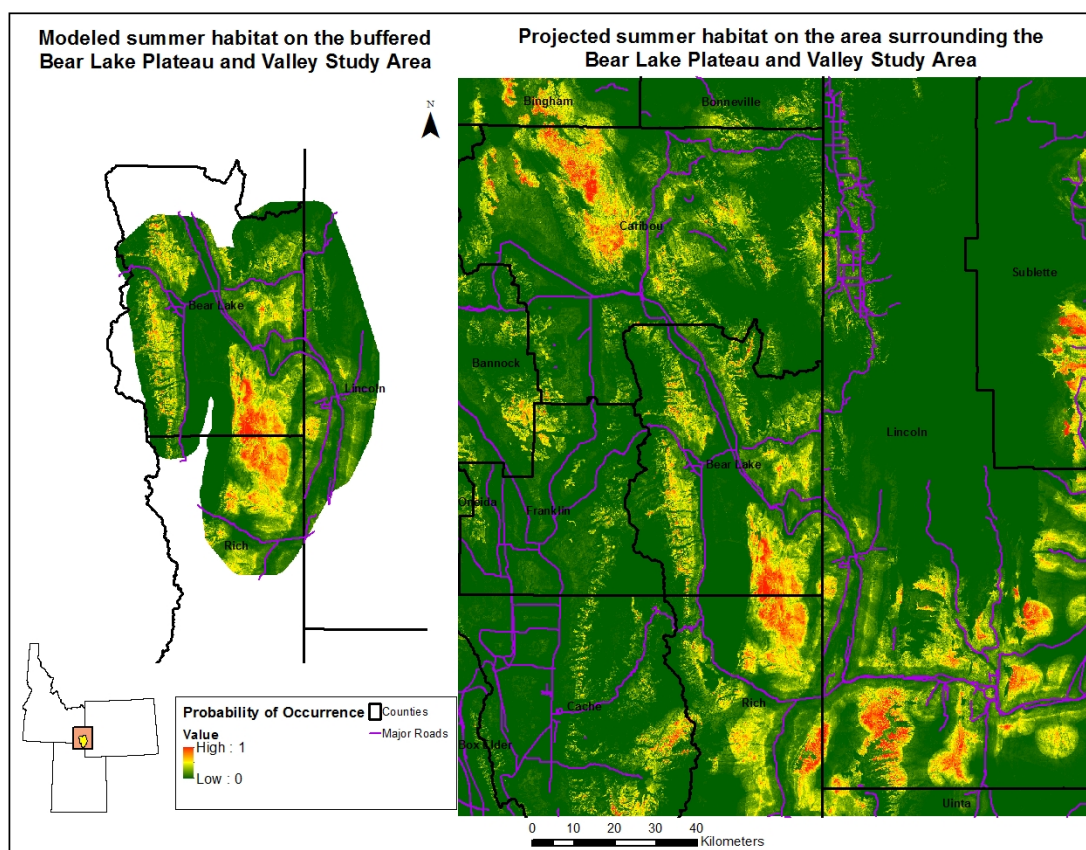 Modeled summer habitat on the buffered
Bear Lake Plateau and Valley Study Area
N
Bear Lake
Lincoln
Rich
Probability of Occurrence
Value
High : 1
Low : 0
Counties
Major Roads
Projected summer habitat on the area surrounding the
Bear Lake Plateau and Valley Study Area
Bingham
Bonneville
Caribou
Sublette
Bannock
Lincoln
Bear Lake
Oneida
Franklin
Rich
Cache
Box Elder
Uinta
0 10 20 30 40
Kilometers